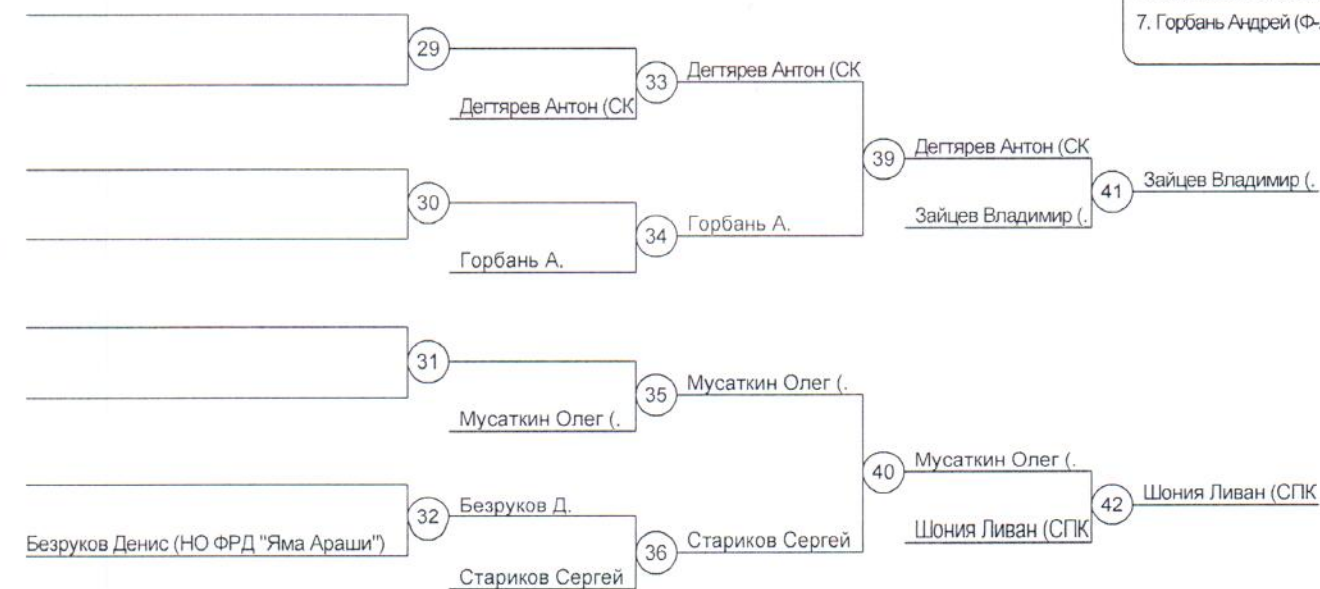 7. Горбань Андрей (Ф-.
29
33
Дегтярев Антон (СК
Дегтярев Антон (СК
39
Дегтярев Антон (СК
41
Зайцев Владимир (.
Зайцев Владимир (.
30
34
Горбань А.
Горбань А.
31
35
Мусаткин Олег (.
Мусаткин Олег (.
40
Мусаткин Олег (.
42
Шония Ливан (СПК
Шония Ливан (СПК
32
Безруков Д.
Безруков Денис (НО ФРД "Яма Араши")
36
Стариков Сергей
Стариков Сергей